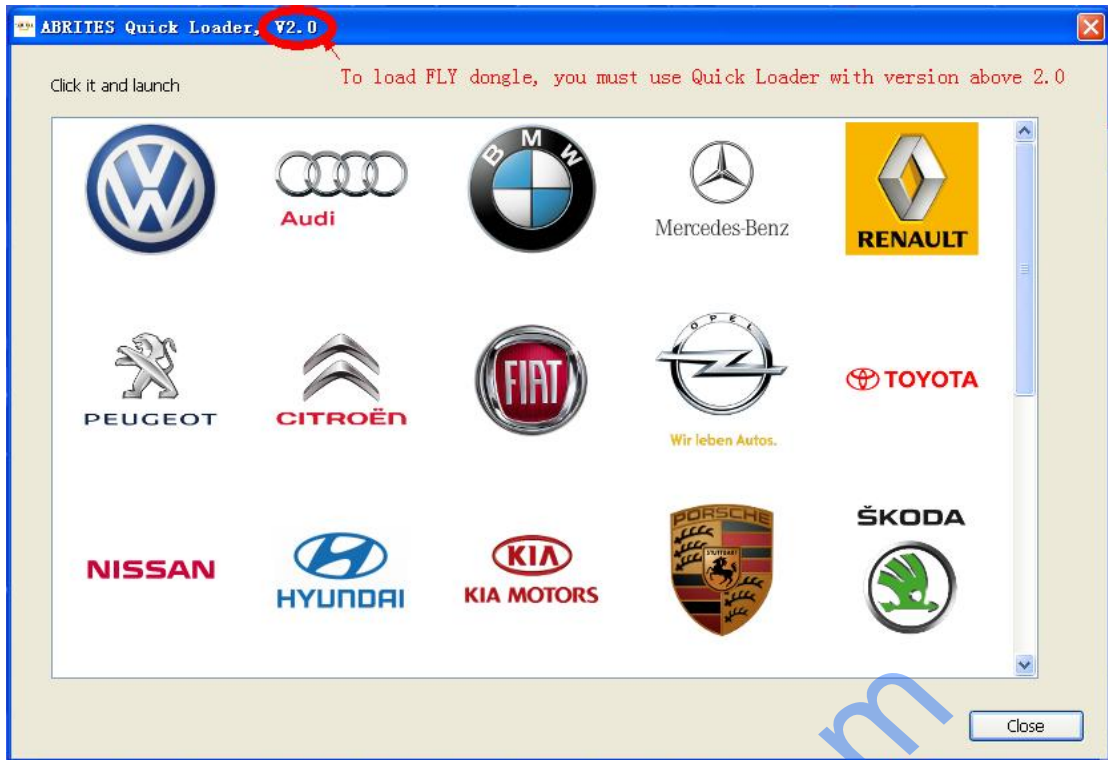 ABRITES Quick Loader, V2.0
To load FLY dongle, you must use Quick Loader with version above 2.0
Click it and launch
Audi
BMW
Mercedes-Benz
RENAULT
PEUGEOT
CITROËN
FIAT
OPEL
Wir leben Autos.
TOYOTA
NISSAN
HYUNDAI
KIA
KIA MOTORS
PORSCHE
STUTTGART
ŠKODA
Close
m